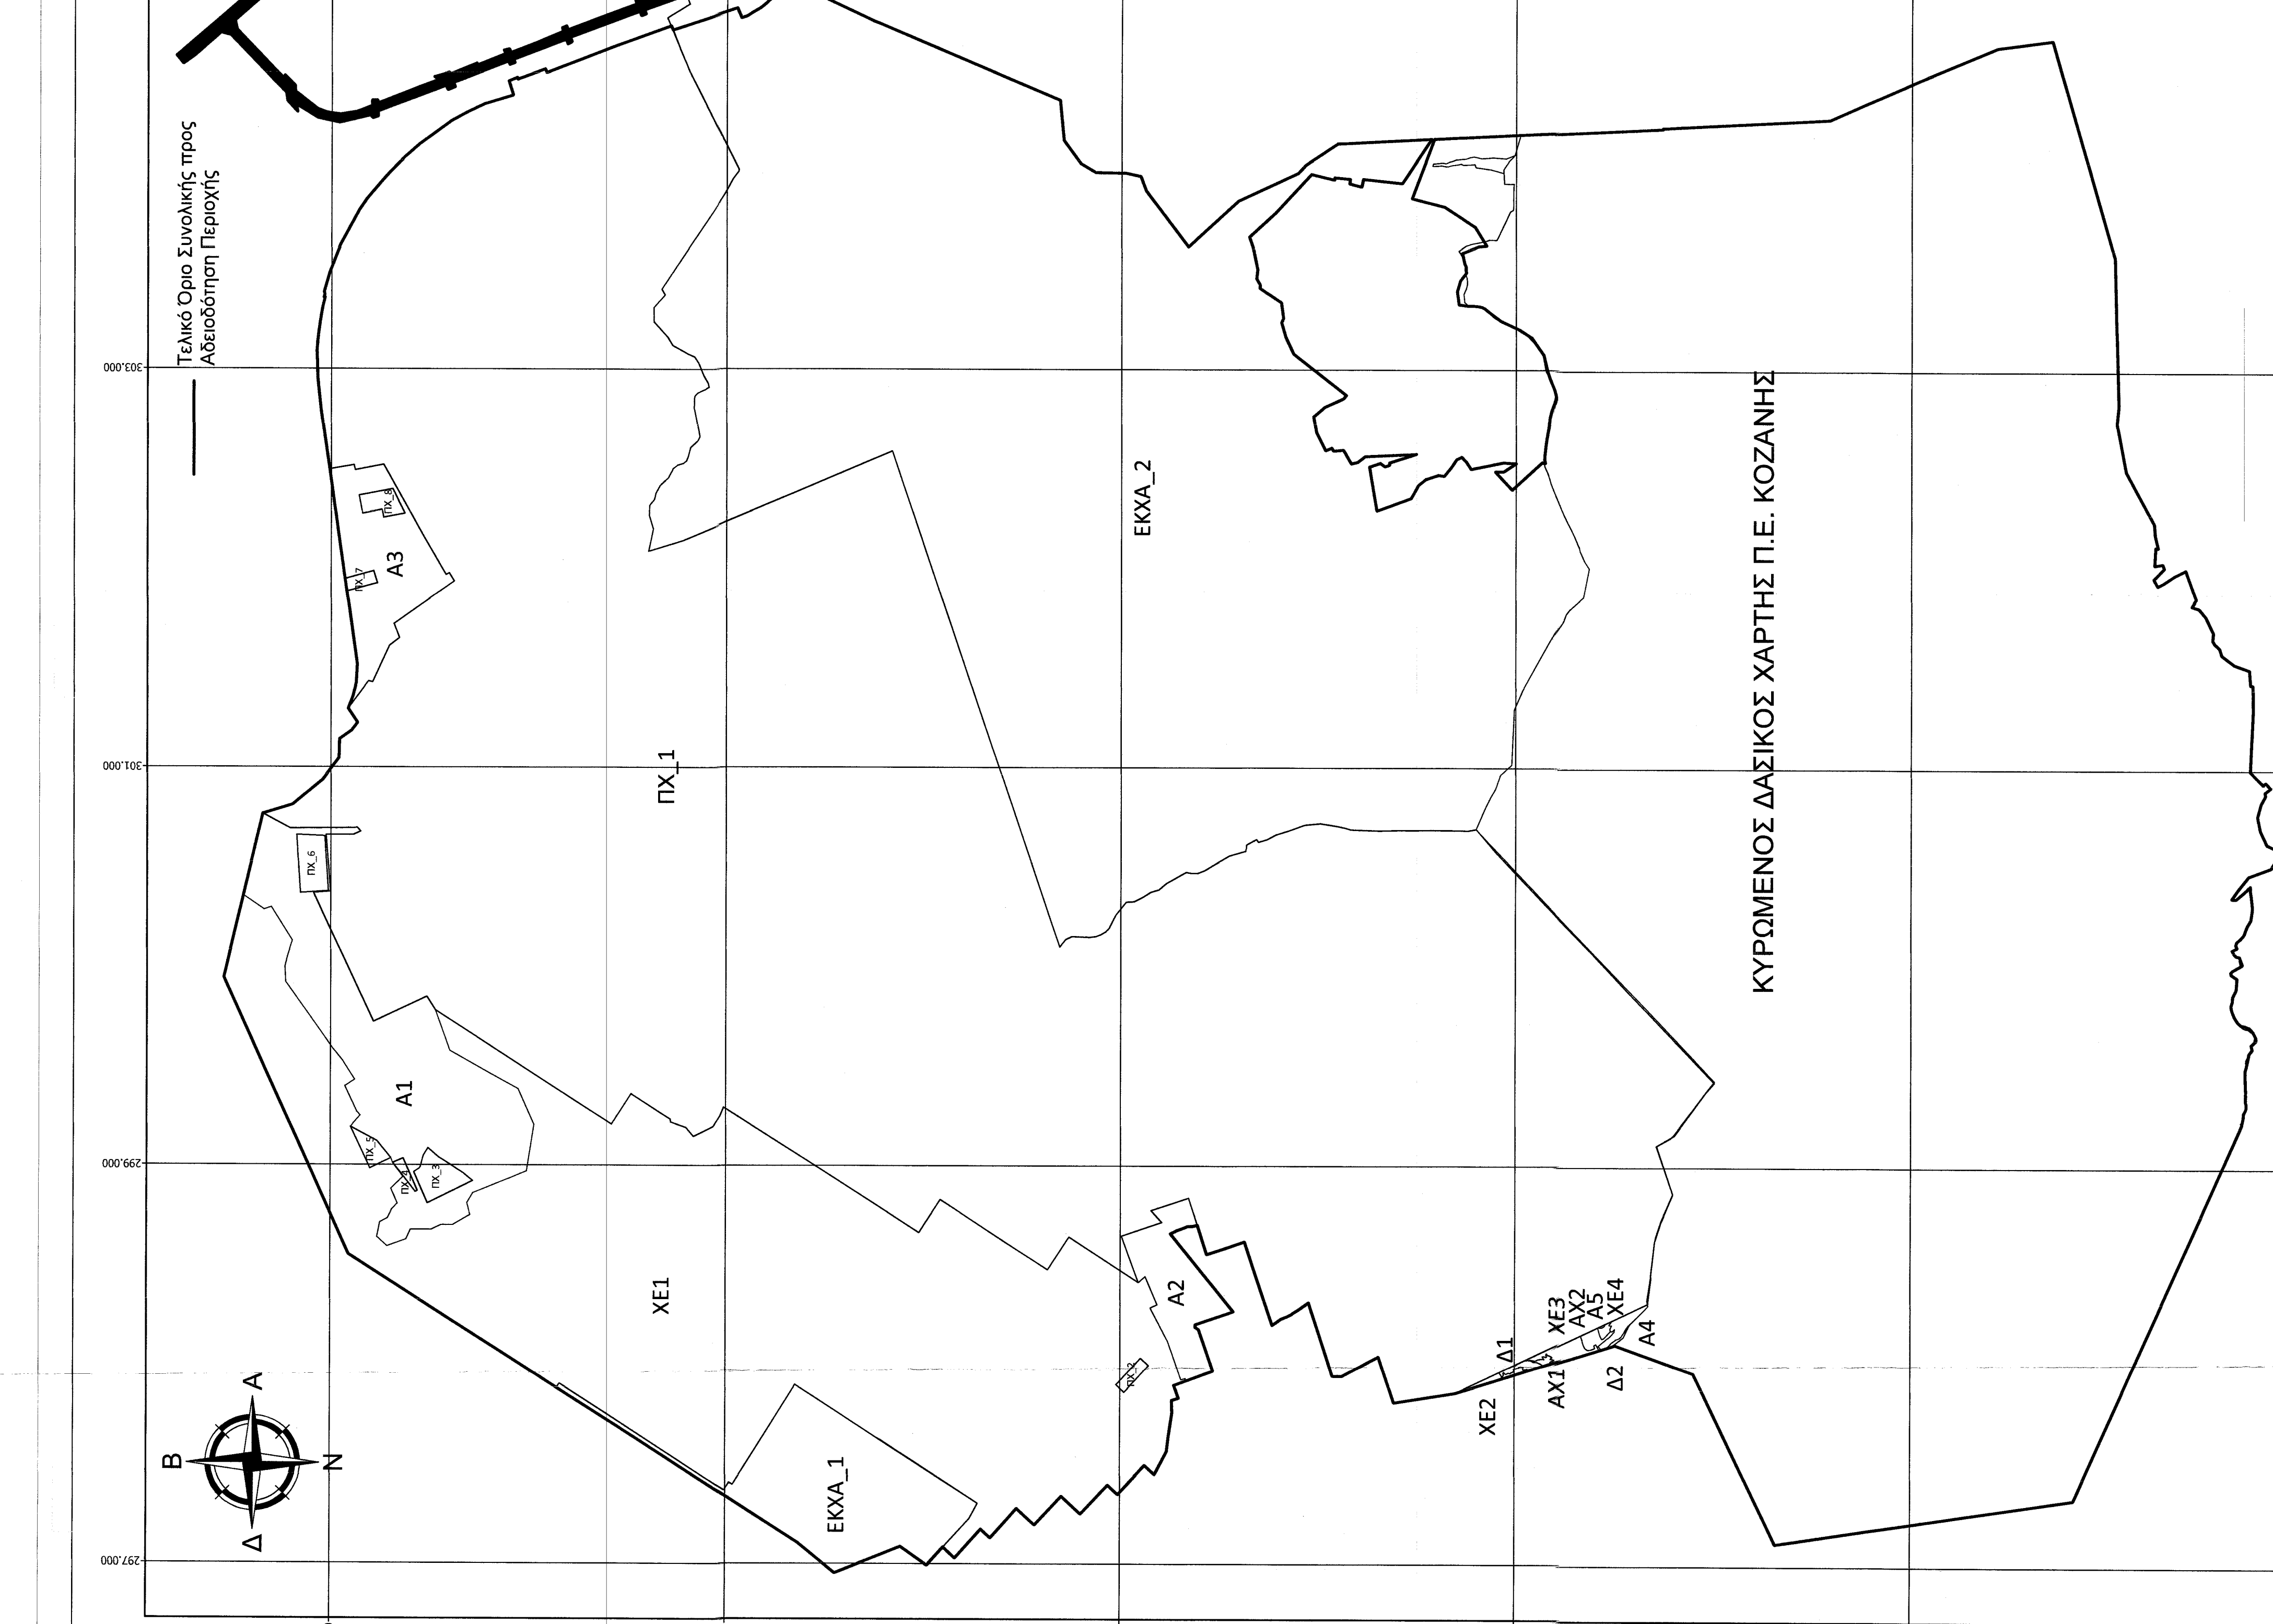 Τελικό Όριο Συνολικής προς
Αδειοδότηση Περιοχής
303.000
301.000
299.000
297.000
Β
Α
Ν
Δ
ΠΧ_8
ΠΧ_7
Α3
ΠΧ_6
ΠΧ_1
ΕΚΧΑ_2
ΚΥΡΩΜΕΝΟΣ ΔΑΣΙΚΟΣ ΧΑΡΤΗΣ Π.Ε. ΚΟΖΑΝΗΣ
Α1
ΠΧ_5
ΠΧ_4
ΠΧ_3
ΧΕ1
Α2
ΠΧ_2
ΕΚΧΑ_1
Δ1
ΧΕ3
ΑΧ2
Α5
ΧΕ4
Α4
ΧΕ2
ΑΧ1
Δ2